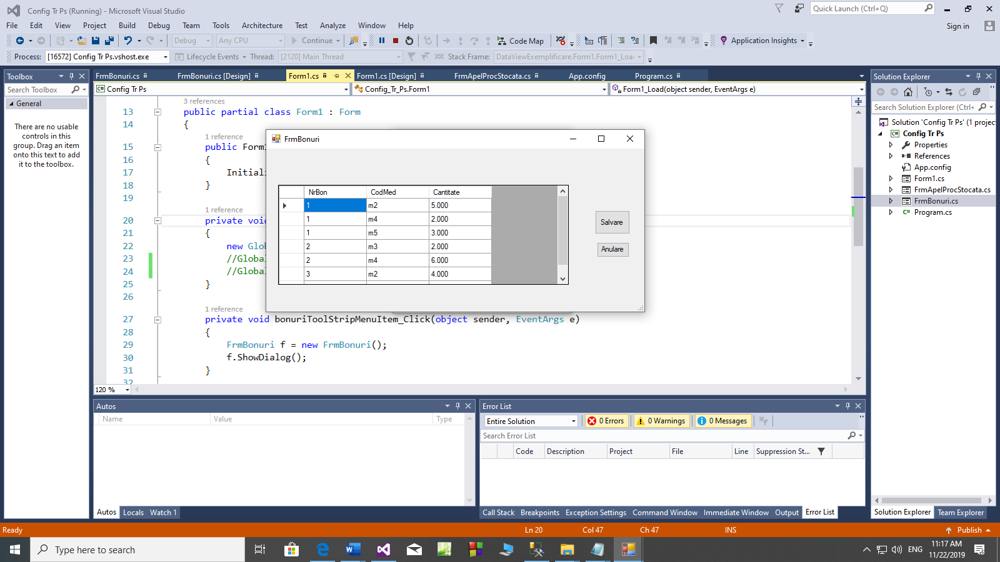 Config Tr Ps (Running) - Microsoft Visual Studio
Quick Launch (Ctrl+Q)
File Edit View Project Build Debug Team Tools Architecture Test Analyze Window Help
Sign in
Debug Any CPU Continue Code Map Application Insights
Process: [16572] Config Tr Ps.vshost.exe Lifecycle Events Thread: [2120] Main Thread Stack Frame: DataViewExemplificare.Form1.Form1_Loa
Toolbox
Search Toolbox
General
There are no usable
controls in this
group. Drag an item
onto this text to add
it to the toolbox.
FrmBonuri.cs FrmBonuri.cs [Design] Form1.cs Form1.cs [Design] FrmApelProcStocata.cs App.config Program.cs
Config Tr Ps Config_Tr_Ps.Form1 Form1_Load(object sender, EventArgs e)
3 references
13 public partial class Form1 : Form
14 {
1 reference
15 public Form1
16 {
17 Initiali
18 }
19
1 reference
20 private void
21 {
22 new Glob
23 //Global
24 //Global
25 }
26
1 reference
27 private void bonuriToolStripMenuItem_Click(object sender, EventArgs e)
28 {
29 FrmBonuri f = new FrmBonuri();
30 f.ShowDialog();
31 }
32
120 %
FrmBonuri
NrBon CodMed Cantitate
1 m2 5.000
1 m4 2.000
1 m5 3.000
2 m3 2.000
2 m4 6.000
3 m2 4.000
Salvare
Anulare
Solution Explorer
Search Solution Explorer (Ctrl+
Solution 'Config Tr Ps' (1 projec
Config Tr Ps
Properties
References
App.config
Form1.cs
FrmApelProcStocata.cs
FrmBonuri.cs
Program.cs
Solution Explorer Team Explorer
Autos
Name Value Type
Autos Locals Watch 1
Error List
Entire Solution 0 Errors 0 Warnings 0 Messages
Search Error List
Code Description Project File Line Suppression St...
Call Stack Breakpoints Exception Settings Command Window Immediate Window Output Error List
Ready Ln 20 Col 47 Ch 47 INS Publish
Type here to search
ENG
11:17 AM
11/22/2019